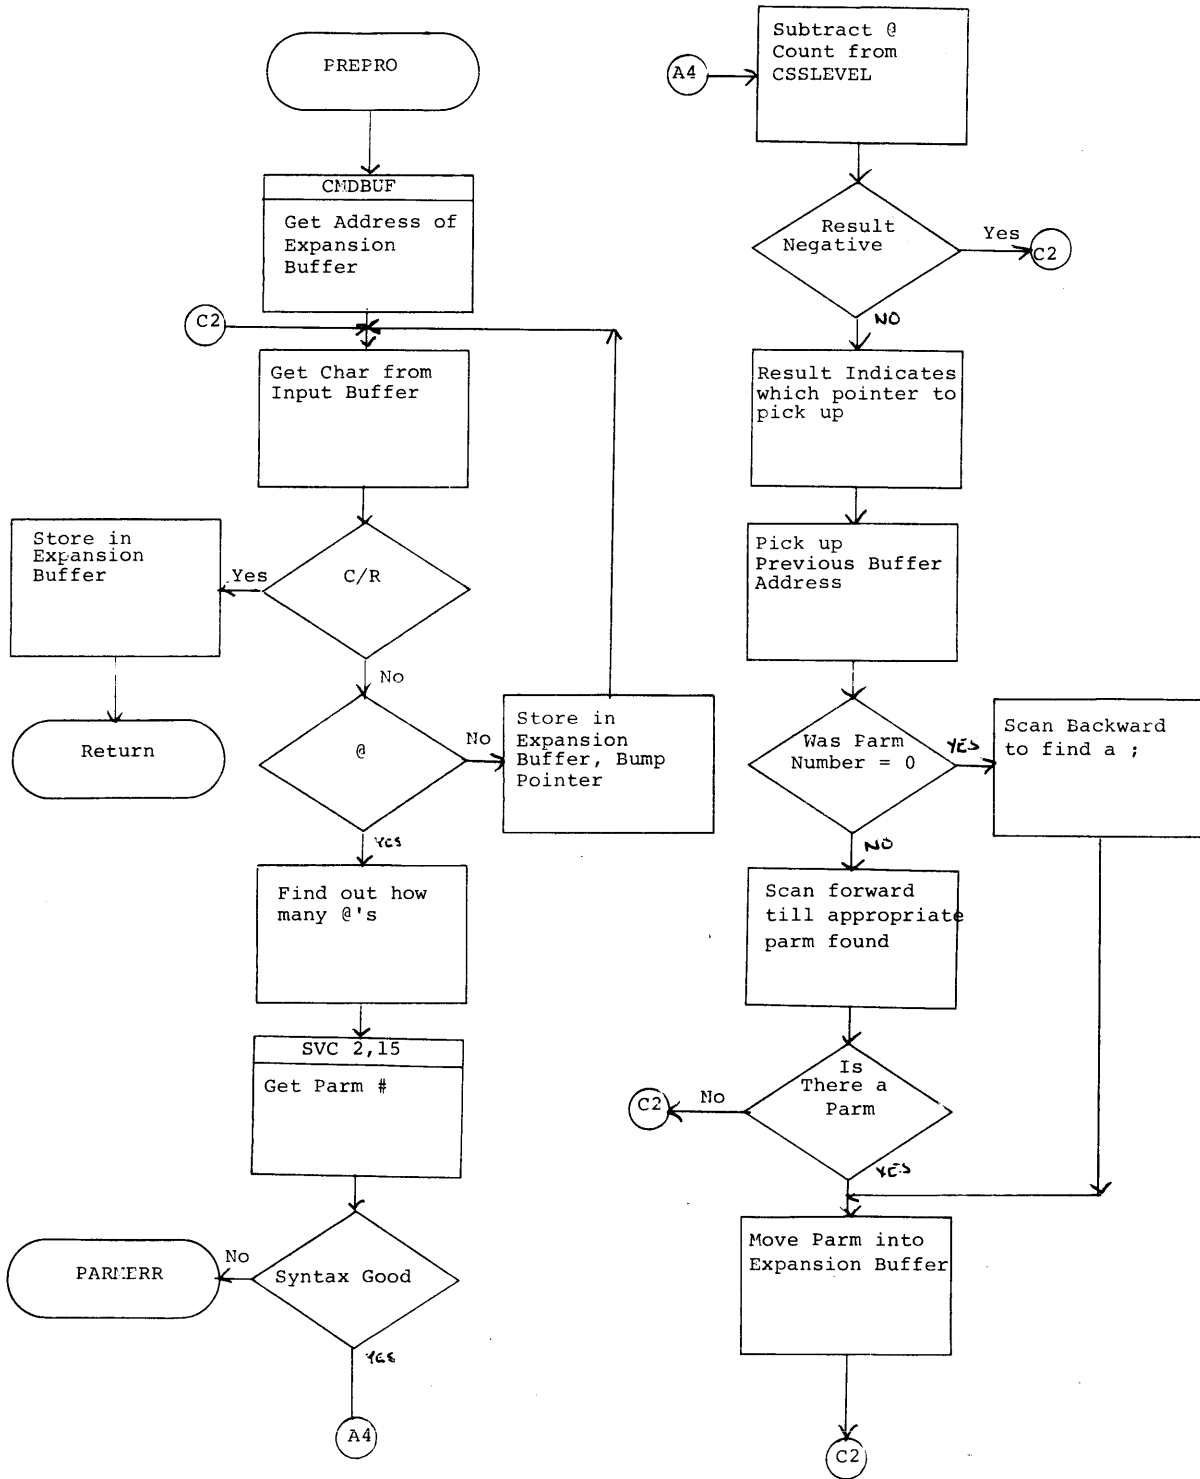 PREPRO
CMDBUF
Get Address of
Expansion
Buffer
C2
Get Char from
Input Buffer
C/R
Yes
Store in
Expansion
Buffer
Return
No
@
No
Store in
Expansion
Buffer, Bump
Pointer
YES
Find out how
many @'s
SVC 2,15
Get Parm #
Syntax Good
No
PARMERR
YES
A4
A4
Subtract @
Count from
CSSLEVEL
Result
Negative
Yes
C2
NO
Result Indicates
which pointer to
pick up
Pick up
Previous Buffer
Address
Was Parm
Number = 0
YES
Scan Backward
to find a ;
NO
Scan forward
till appropriate
parm found
Is
There a
Parm
No
C2
YES
Move Parm into
Expansion Buffer
C2